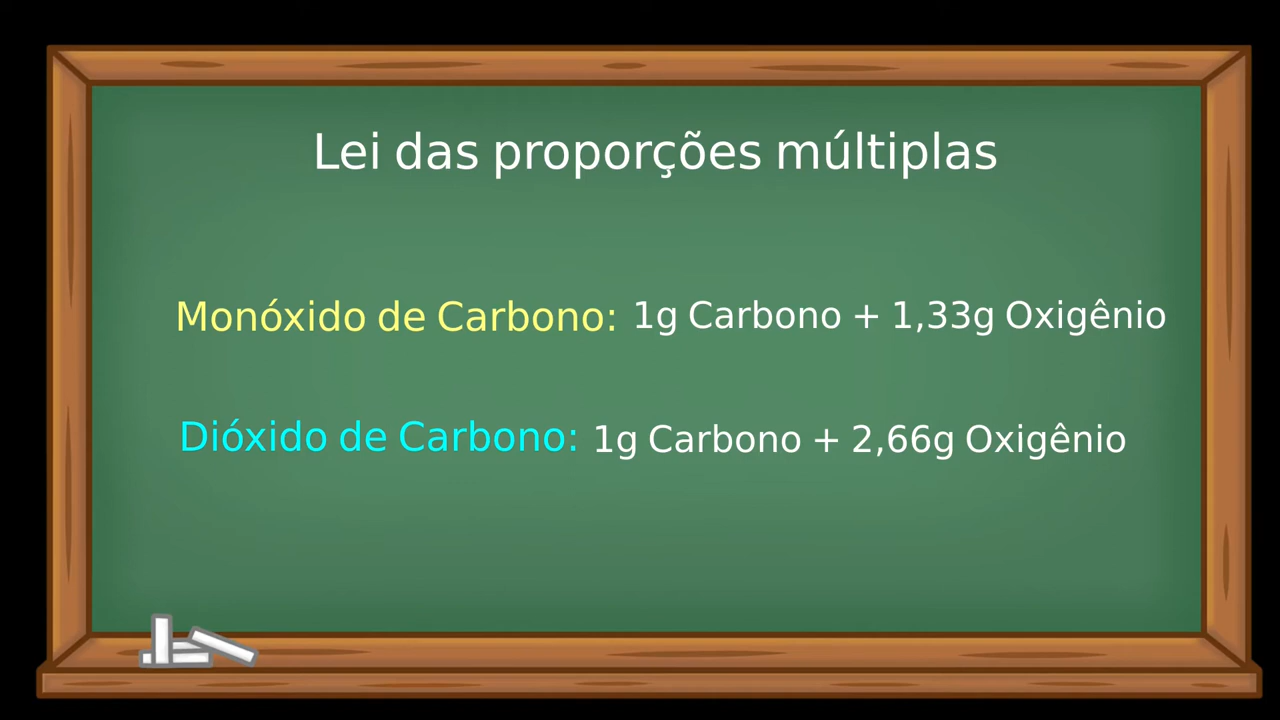 Lei das proporções múltiplas
Monóxido de Carbono: 1g Carbono + 1,33g Oxigênio
Dióxido de Carbono: 1g Carbono + 2,66g Oxigênio